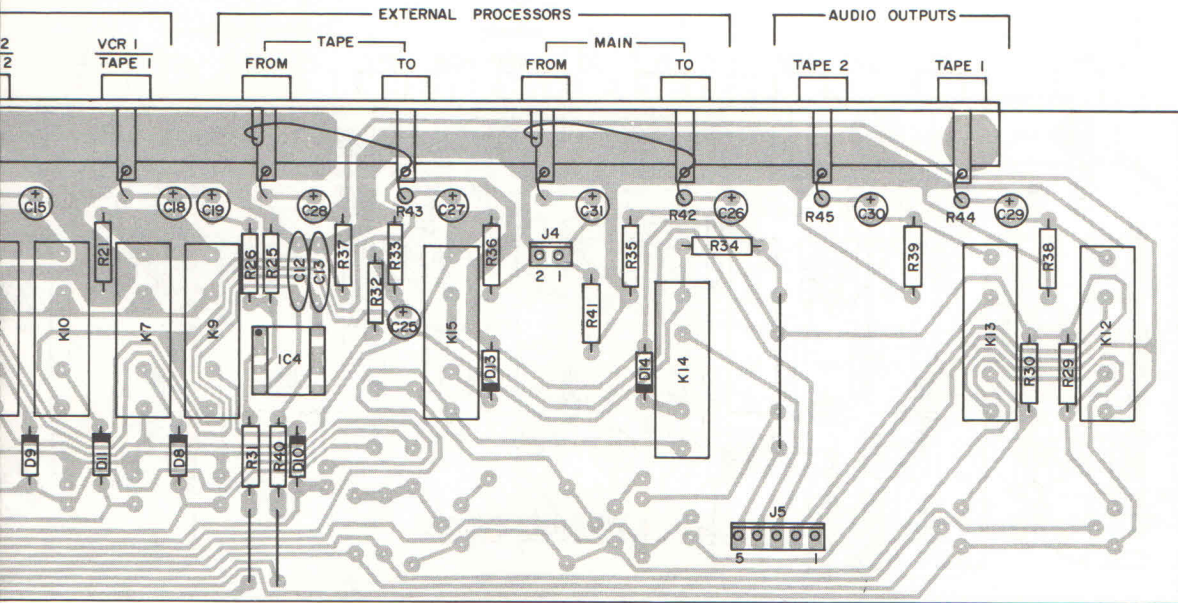 EXTERNAL PROCESSORS
AUDIO OUTPUTS
TAPE
MAIN
2
2
VCR 1
TAPE 1
FROM
TO
FROM
TO
TAPE 2
TAPE 1
C15
C18
C19
C28
R43
C27
C31
R42
C26
R45
C30
R44
C29
R21
R26
R25
C12
C13
R37
R32
R33
C25
R36
J4
2 1
R41
R35
R34
R39
R38
K10
K7
K9
IC4
K15
D13
D14
K14
K13
R30
R29
K12
D9
D11
D8
R31
R40
D10
J5
5 1